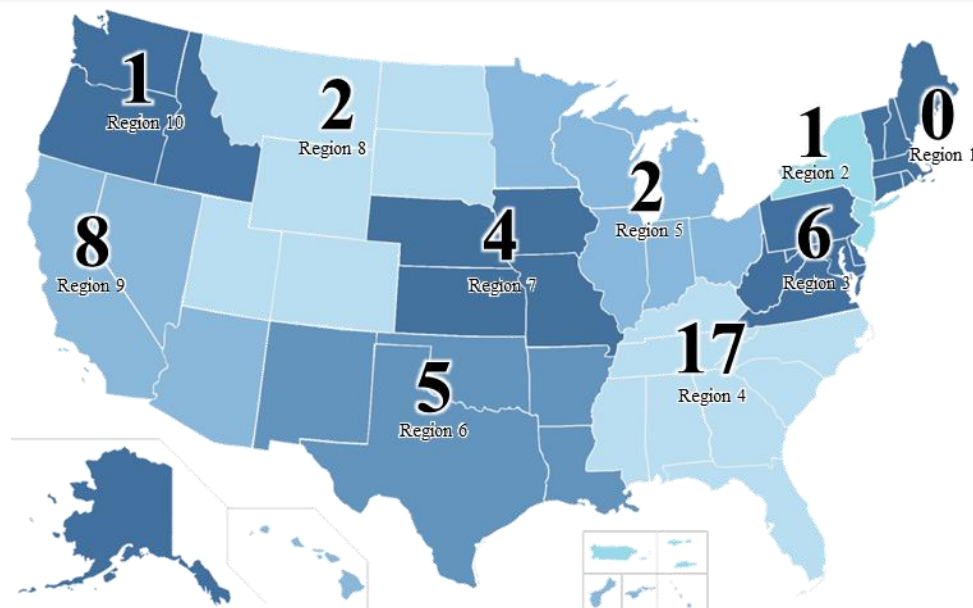 1
Region 10
2
Region 8
1
Region 2
0
Region 1
2
Region 5
8
Region 9
4
Region 7
6
Region 3
17
Region 4
5
Region 6